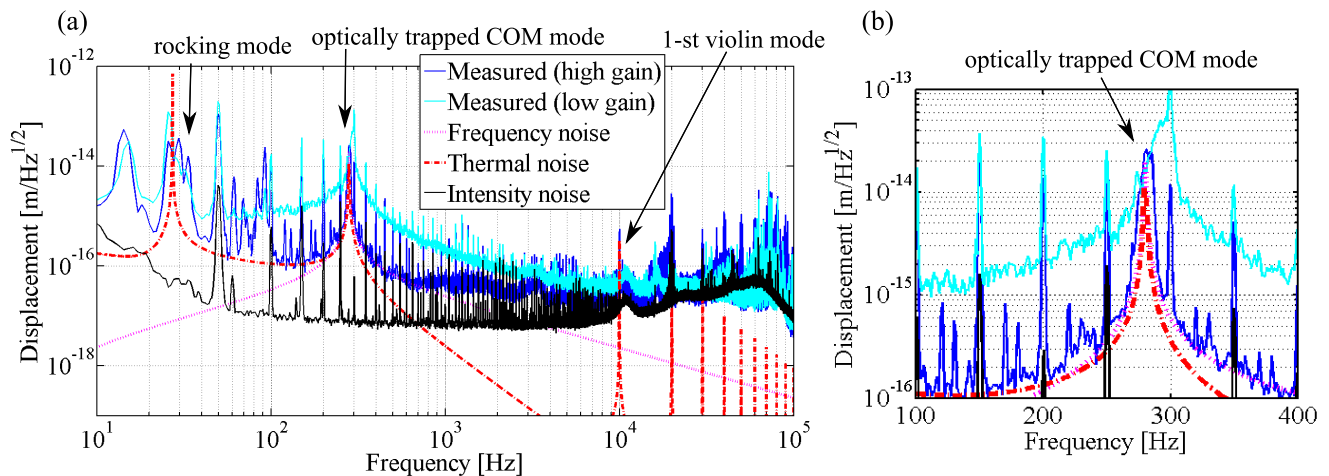 (a)
rocking mode
optically trapped COM mode
1-st violin mode
Measured (high gain)
Measured (low gain)
Frequency noise
Thermal noise
Intensity noise
Displacement [m/Hz^{1/2}]
10^{-12}
10^{-14}
10^{-16}
10^{-18}
10^1
10^2
10^3
10^4
10^5
Frequency [Hz]
(b)
optically trapped COM mode
Displacement [m/Hz^{1/2}]
10^{-13}
10^{-14}
10^{-15}
10^{-16}
100
200
300
400
Frequency [Hz]